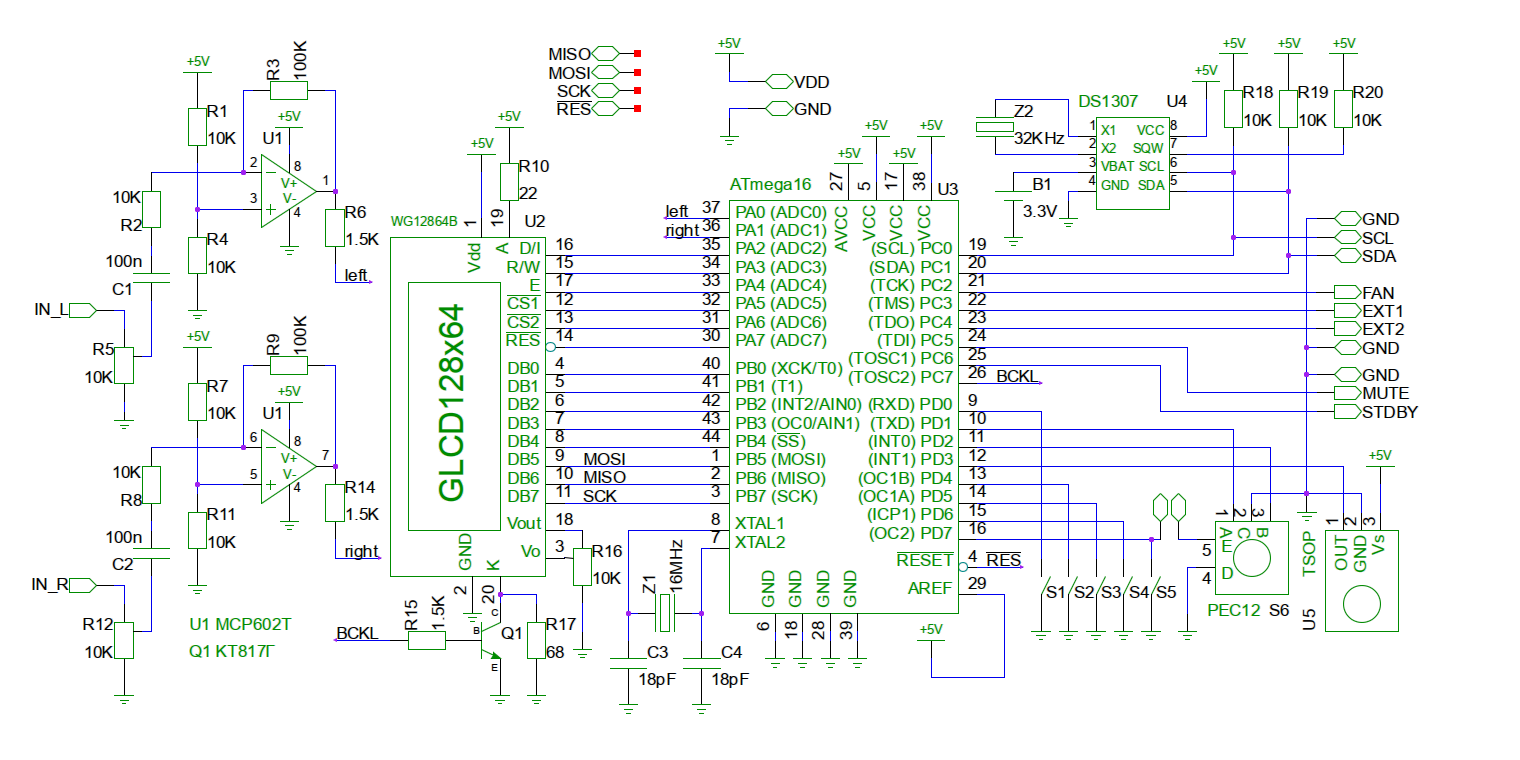 MISO
MOSI
SCK
RES
+5V
VDD
GND
+5V
R1
10K
R3
100K
+5V
U1
8
2
V+
1
V-
3
4
10K
R2
R4
10K
R6
1.5K
left
100n
C1
IN_L
R5
10K
+5V
R7
10K
R9
100K
+5V
U1
8
6
V+
7
V-
5
4
10K
R8
R11
10K
R14
1.5K
right
100n
C2
IN_R
R12
10K
U1 MCP602T
Q1 КТ817Г
+5V
+5V
R10
22
WG12864B
1
19
U2
Vdd
A
GLCD128x64
D/I 16
R/W 15
E 17
CS1 12
CS2 13
RES 14
DB0 4
DB1 5
DB2 6
DB3 7
DB4 8
DB5 9 MOSI
DB6 10 MISO
DB7 11 SCK
Vout 18
Vo 3
GND
K
2
20
R16
10K
BCKL
R15
1.5K
C
B
E
Q1
R17
68
Z1
16MHz
C3
18pF
C4
18pF
ATmega16
U3
+5V
+5V
+5V
+5V
27
5
17
38
AVCC
VCC
VCC
VCC
left 37 PA0 (ADC0)
right 36 PA1 (ADC1)
35 PA2 (ADC2)
34 PA3 (ADC3)
33 PA4 (ADC4)
32 PA5 (ADC5)
31 PA6 (ADC6)
30 PA7 (ADC7)
40 PB0 (XCK/T0)
41 PB1 (T1)
42 PB2 (INT2/AIN0)
43 PB3 (OC0/AIN1)
44 PB4 (SS)
1 PB5 (MOSI)
2 PB6 (MISO)
3 PB7 (SCK)
8 XTAL1
7 XTAL2
(SCL) PC0 19
(SDA) PC1 20
(TCK) PC2 21
(TMS) PC3 22
(TDO) PC4 23
(TDI) PC5 24
(TOSC1) PC6 25
(TOSC2) PC7 26 BCKL
(RXD) PD0 9
(TXD) PD1 10
(INT0) PD2 11
(INT1) PD3 12
(OC1B) PD4 13
(OC1A) PD5 14
(ICP1) PD6 15
(OC2) PD7 16
RESET 4 RES
AREF 29
GND
GND
GND
GND
6
18
28
39
+5V
DS1307
U4
Z2
32KHz
1 X1
2 X2
3 VBAT
4 GND
VCC 8
SQW 7
SCL 6
SDA 5
B1
3.3V
+5V
+5V
+5V
+5V
R18
10K
R19
10K
R20
10K
GND
SCL
SDA
FAN
EXT1
EXT2
GND
GND
MUTE
STDBY
S1
S2
S3
S4
S5
1
2
3
A
C
B
5
E
4
D
PEC12
S6
+5V
1
2
3
TSOP
OUT
GND
Vs
U5